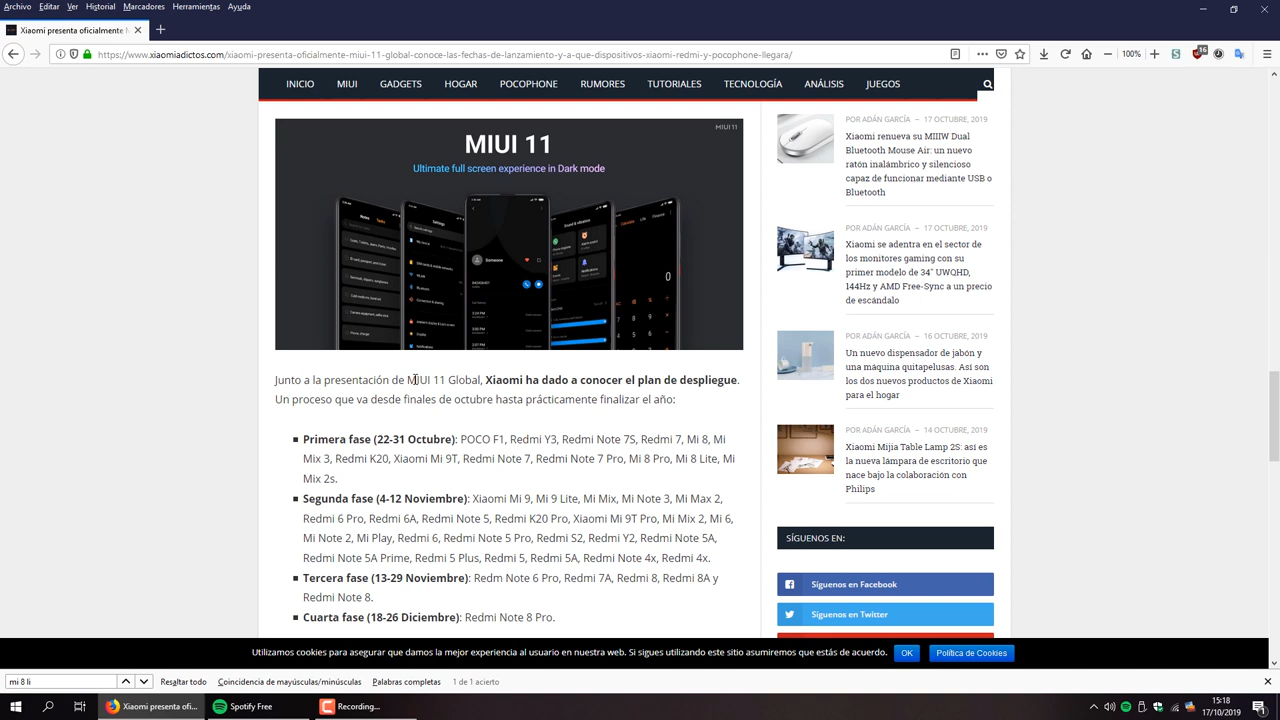 Archivo Editar Ver Historial Marcadores Herramientas Ayuda
Xiaomi presenta oficialmente
https://www.xiaomiadictos.com/xiaomi-presenta-oficialmente-miui-11-global-conoce-las-fechas-de-lanzamiento-y-a-que-dispositivos-xiaomi-redmi-y-pocophone-llegara/
100%
16
INICIO MIUI GADGETS HOGAR POCOPHONE RUMORES TUTORIALES TECNOLOGÍA ANÁLISIS JUEGOS
MIUI 11
MIUI 11
Ultimate full screen experience in Dark mode
Junto a la presentación de MIUI 11 Global, Xiaomi ha dado a conocer el plan de despliegue.
Un proceso que va desde finales de octubre hasta prácticamente finalizar el año:
Primera fase (22-31 Octubre): POCO F1, Redmi Y3, Redmi Note 7S, Redmi 7, Mi 8, Mi
Mix 3, Redmi K20, Xiaomi Mi 9T, Redmi Note 7, Redmi Note 7 Pro, Mi 8 Pro, Mi 8 Lite, Mi
Mix 2s.
Segunda fase (4-12 Noviembre): Xiaomi Mi 9, Mi 9 Lite, Mi Mix, Mi Note 3, Mi Max 2,
Redmi 6 Pro, Redmi 6A, Redmi Note 5, Redmi K20 Pro, Xiaomi Mi 9T Pro, Mi Mix 2, Mi 6,
Mi Note 2, Mi Play, Redmi 6, Redmi Note 5 Pro, Redmi S2, Redmi Y2, Redmi Note 5A,
Redmi Note 5A Prime, Redmi 5 Plus, Redmi 5, Redmi 5A, Redmi Note 4x, Redmi 4x.
Tercera fase (13-29 Noviembre): Redm Note 6 Pro, Redmi 7A, Redmi 8, Redmi 8A y
Redmi Note 8.
Cuarta fase (18-26 Diciembre): Redmi Note 8 Pro.
POR ADÁN GARCÍA – 17 OCTUBRE, 2019
Xiaomi renueva su MIIIW Dual
Bluetooth Mouse Air: un nuevo
ratón inalámbrico y silencioso
capaz de funcionar mediante USB o
Bluetooth
POR ADÁN GARCÍA – 17 OCTUBRE, 2019
Xiaomi se adentra en el sector de
los monitores gaming con su
primer modelo de 34" UWQHD,
144Hz y AMD Free-Sync a un precio
de escándalo
POR ADÁN GARCÍA – 16 OCTUBRE, 2019
Un nuevo dispensador de jabón y
una máquina quitapelusas. Así son
los dos nuevos productos de Xiaomi
para el hogar
POR ADÁN GARCÍA – 14 OCTUBRE, 2019
Xiaomi Mijia Table Lamp 2S: así es
la nueva lámpara de escritorio que
nace bajo la colaboración con
Philips
SÍGUENOS EN:
Síguenos en Facebook
Síguenos en Twitter
Utilizamos cookies para asegurar que damos la mejor experiencia al usuario en nuestra web. Si sigues utilizando este sitio asumiremos que estás de acuerdo. OK Política de Cookies
mi 8 li Resaltar todo Coincidencia de mayúsculas/minúsculas Palabras completas 1 de 1 acierto
Xiaomi presenta ofi... Spotify Free Recording...
15:18
17/10/2019